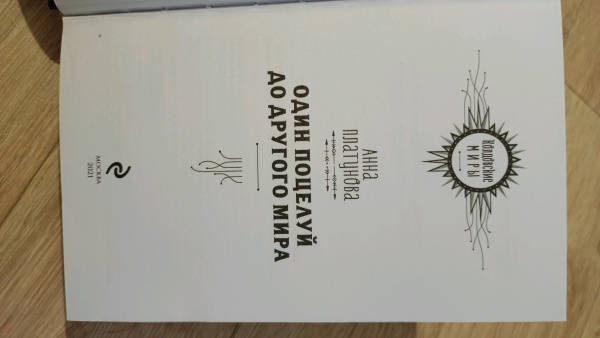 Колдовские
МИРЫ
АННА
ПЛАТУНОВА
ОДИН ПОЦЕЛУЙ
ДО ДРУГОГО МИРА
МОСКВА
2021